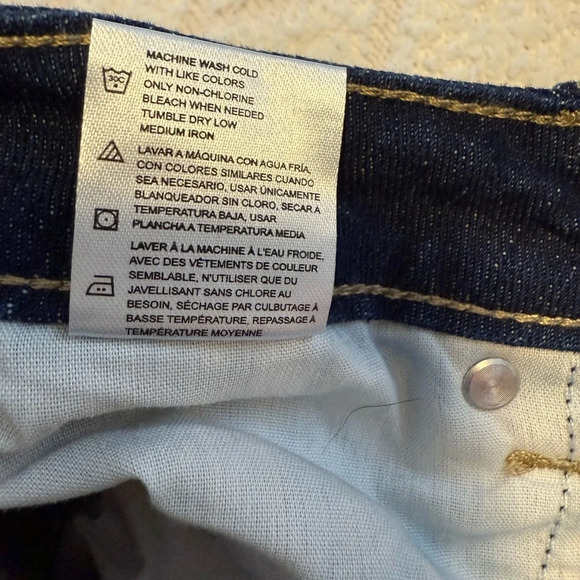 MACHINE WASH COLD
WITH LIKE COLORS
ONLY NON-CHLORINE
BLEACH WHEN NEEDED
TUMBLE DRY LOW
MEDIUM IRON
30C
LAVAR A MÁQUINA CON AGUA FRÍA,
CON COLORES SIMILARES CUANDO
SEA NECESARIO, USAR ÚNICAMENTE
BLANQUEADOR SIN CLORO, SECAR A
TEMPERATURA BAJA, USAR
PLANCHA A TEMPERATURA MEDIA
LAVER À LA MACHINE À L'EAU FROIDE,
AVEC DES VÊTEMENTS DE COULEUR
SEMBLABLE, N'UTILISER QUE DU
JAVELLISANT SANS CHLORE AU
BESOIN, SÉCHAGE PAR CULBUTAGE À
BASSE TEMPÉRATURE, REPASSAGE À
TEMPÉRATURE MOYENNE